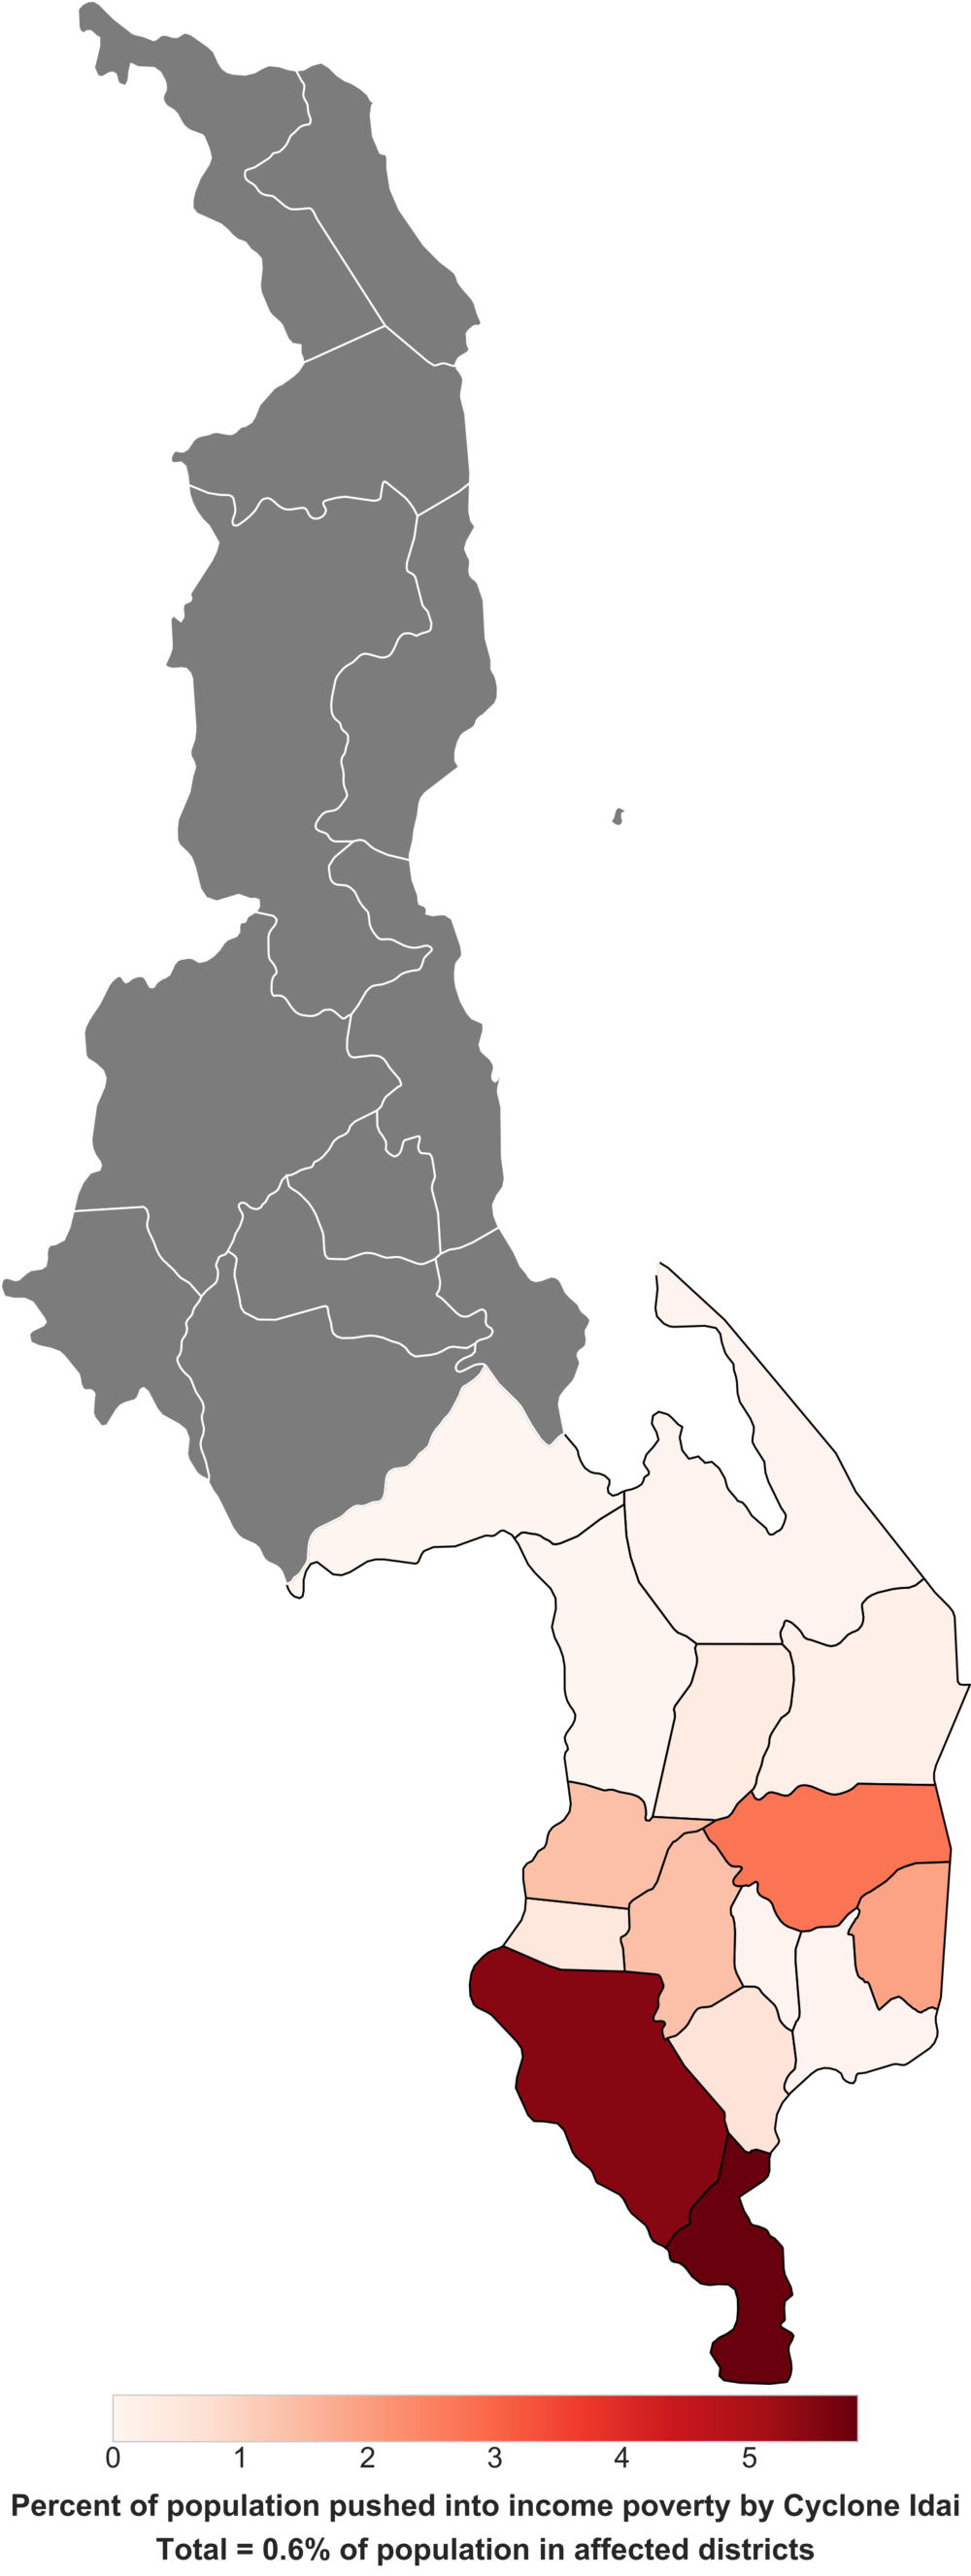 0 1 2 3 4 5
Percent of population pushed into income poverty by Cyclone Idai
Total = 0.6% of population in affected districts